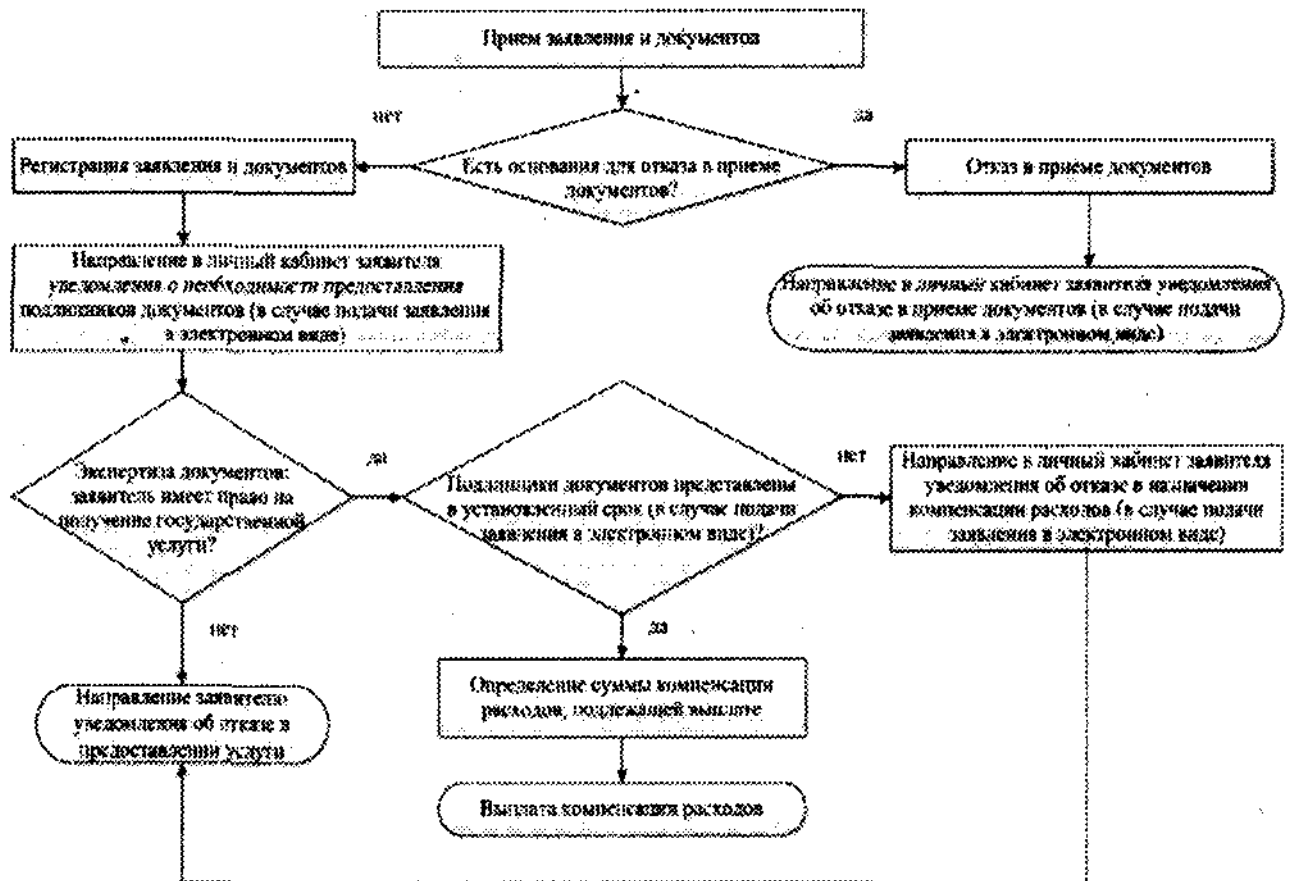 Прием заявления и документов
нет
да
Регистрация заявления и документов
Есть основания для отказа в приеме
документов?
Отказ в приеме документов
Направление в личный кабинет заявителя
уведомления о необходимости предоставления
подлинников документов (в случае подачи заявления
в электронном виде)
Направление в личный кабинет заявителя уведомления
об отказе в приеме документов (в случае подачи
заявления в электронном виде)
Экспертиза документов:
заявитель имеет право на
получение государственной
услуги?
да
Подлинники документов представлены
в установленный срок (в случае подачи
заявления в электронном виде)?
нет
Направление в личный кабинет заявителя
уведомления об отказе в назначении
компенсации расходов (в случае подачи
заявления в электронном виде)
нет
да
Направление заявителю
уведомления об отказе в
предоставлении услуги
Определение суммы компенсации
расходов, подлежащей выплате
Выплата компенсации расходов